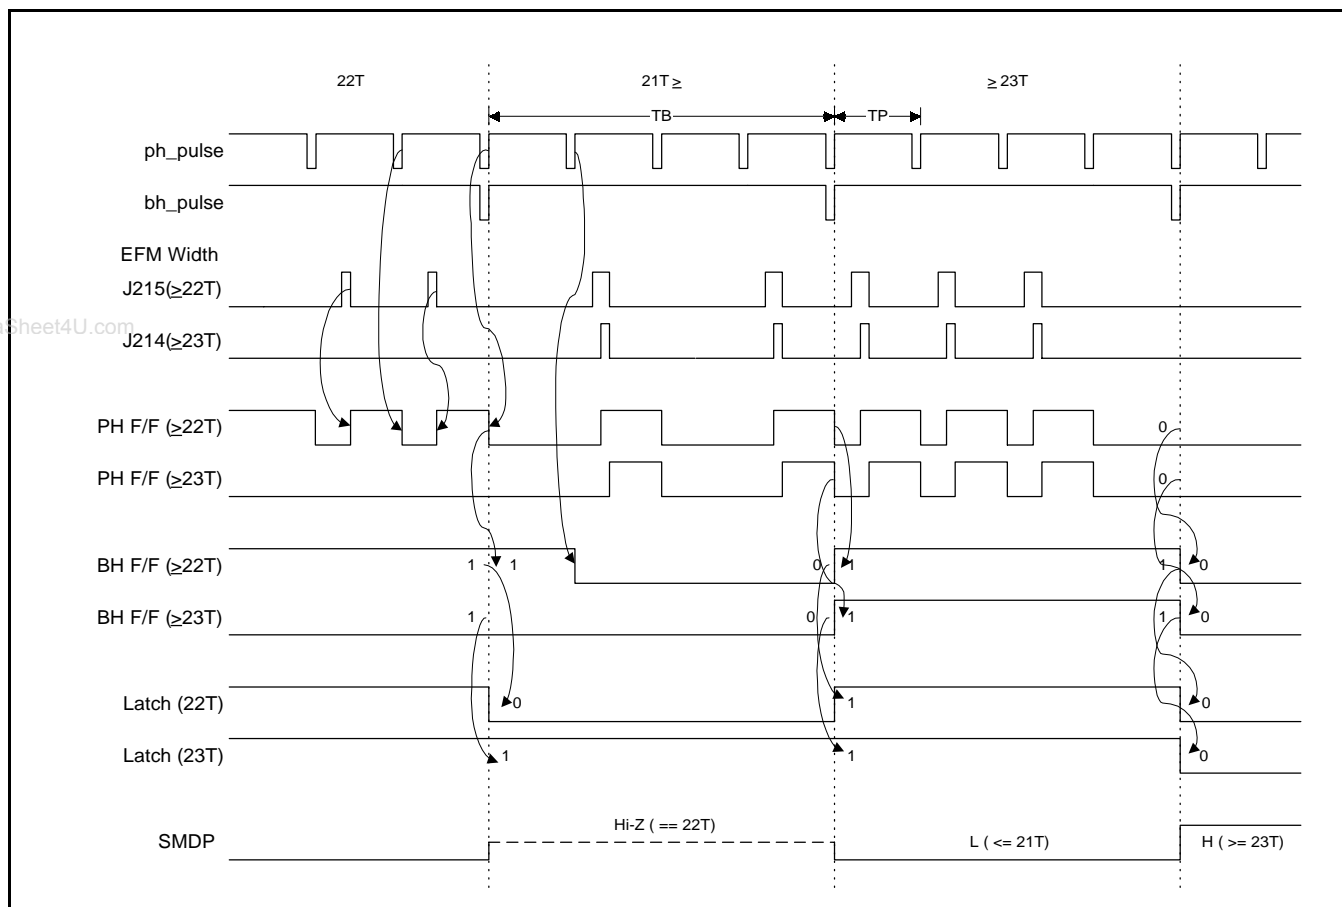 22T
21T ≥
≥ 23T
TB
TP
ph_pulse
bh_pulse
EFM Width
J215(≥22T)
aSheet4U.com
J214(≥23T)
PH F/F (≥22T)
0
PH F/F (≥23T)
0
BH F/F (≥22T)
1
1
0
1
1
0
BH F/F (≥23T)
1
0
1
1
0
Latch (22T)
0
1
0
Latch (23T)
1
1
0
SMDP
Hi-Z ( == 22T)
L ( <= 21T)
H ( >= 23T)